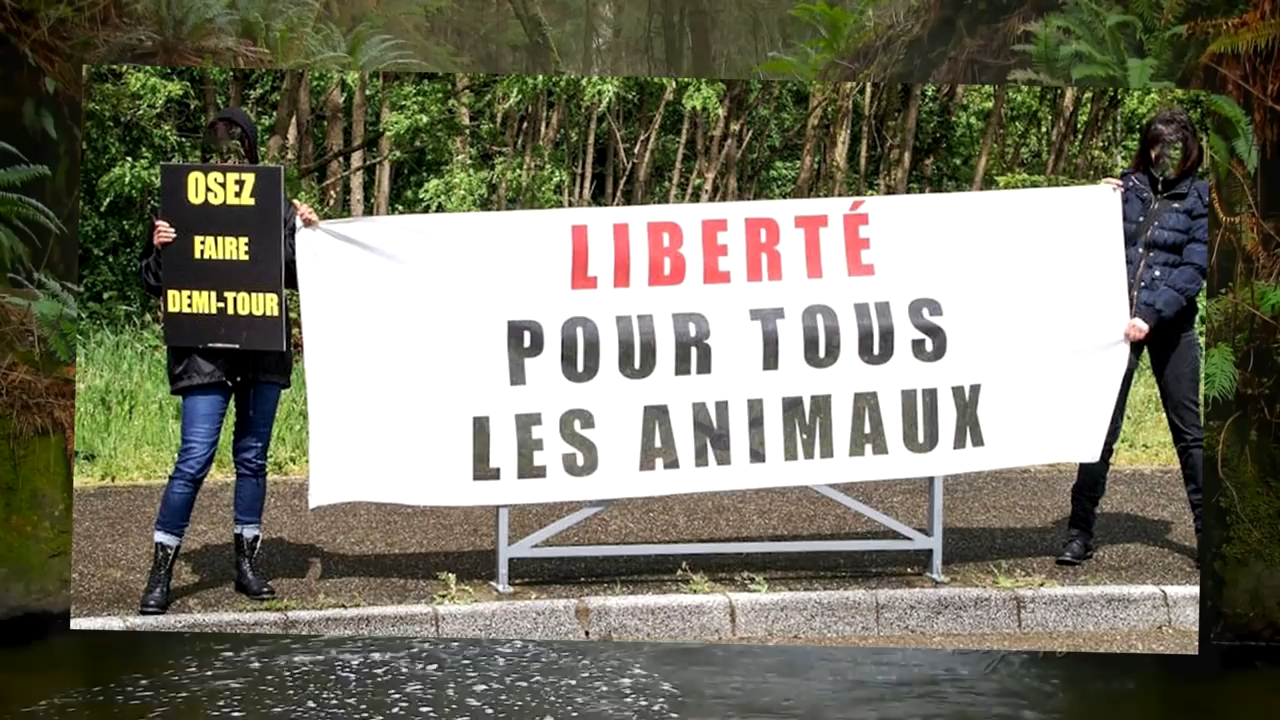 OSEZ
FAIRE
DEMI-TOUR
LIBERTÉ
POUR TOUS
LES ANIMAUX